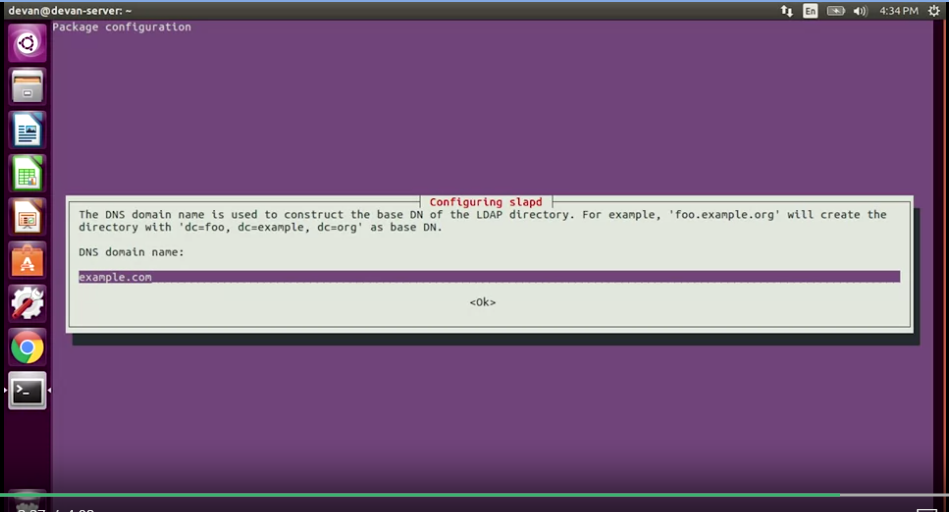 devan@devan-server: ~
En
4:34 PM
Package configuration
Configuring slapd
The DNS domain name is used to construct the base DN of the LDAP directory. For example, 'foo.example.org' will create the
directory with 'dc=foo, dc=example, dc=org' as base DN.
DNS domain name:
example.com
<Ok>